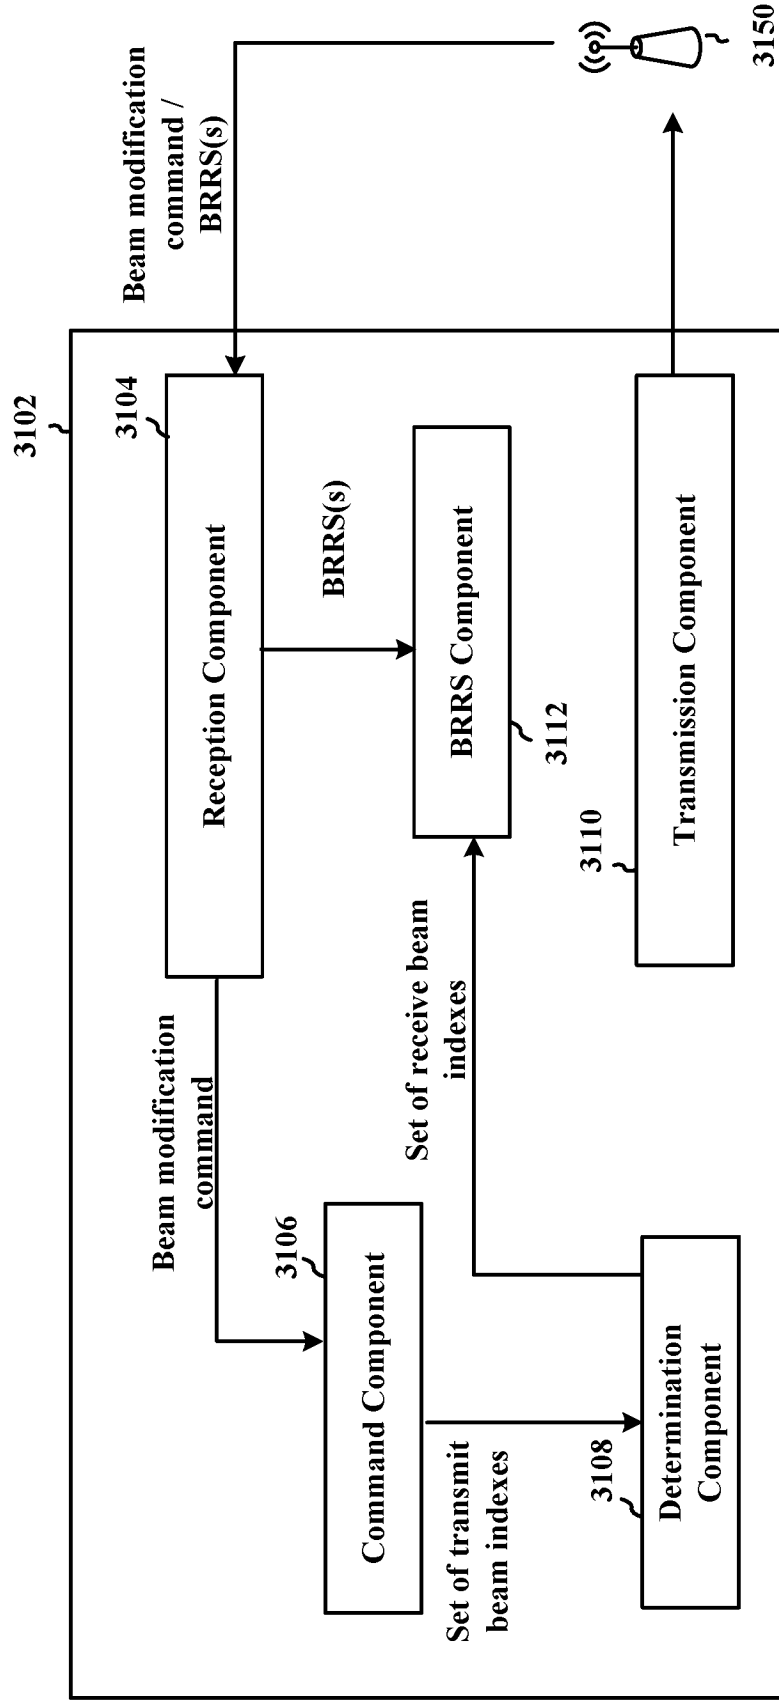 3102
Beam modification
command /
BRRS(s)
3150
3104
Reception Component
Beam modification
command
BRRS(s)
3106
Command Component
BRRS Component
3112
Set of receive beam
indexes
Set of transmit
beam indexes
3108
Determination
Component
3110
Transmission Component